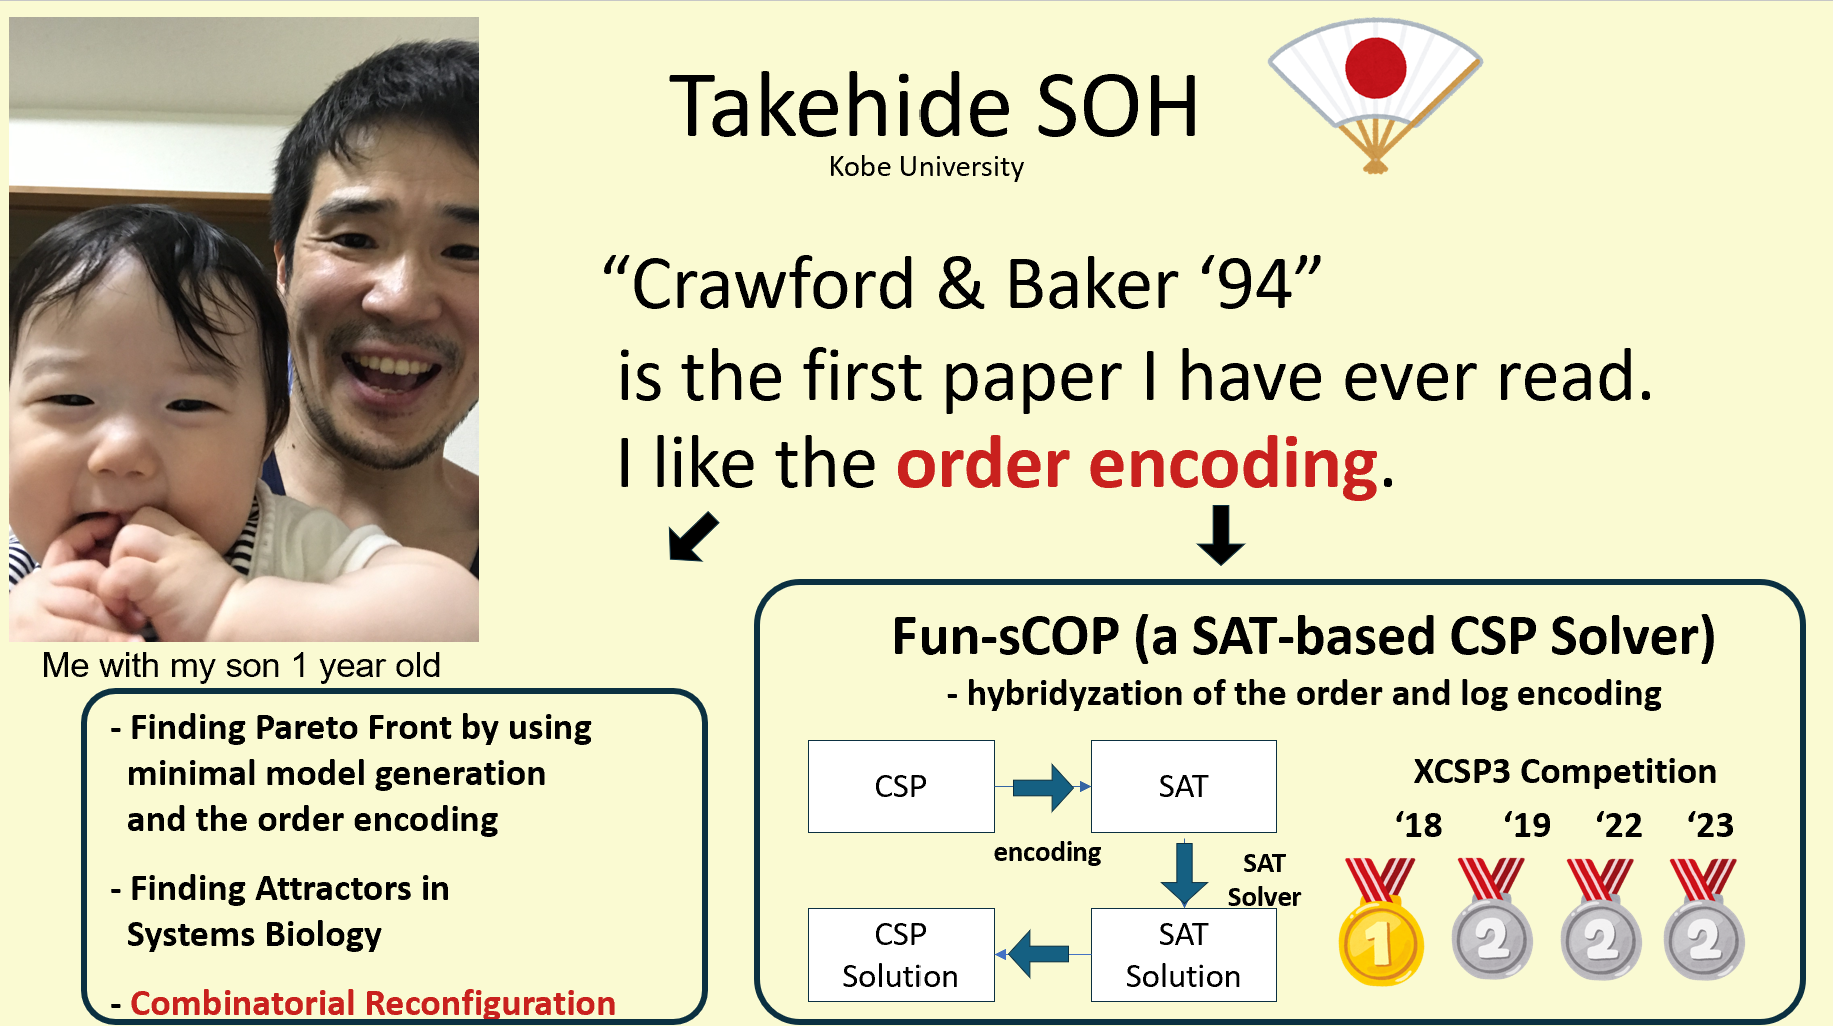 Takehide SOH
Kobe University
“Crawford & Baker ‘94”
is the first paper I have ever read.
I like the order encoding.
Me with my son 1 year old
- Finding Pareto Front by using
minimal model generation
and the order encoding
- Finding Attractors in
Systems Biology
- Combinatorial Reconfiguration
Fun-sCOP (a SAT-based CSP Solver)
- hybridyzation of the order and log encoding
CSP
SAT
encoding
SAT
Solver
CSP
Solution
SAT
Solution
XCSP3 Competition
‘18 ‘19 ‘22 ‘23
1 2 2 2